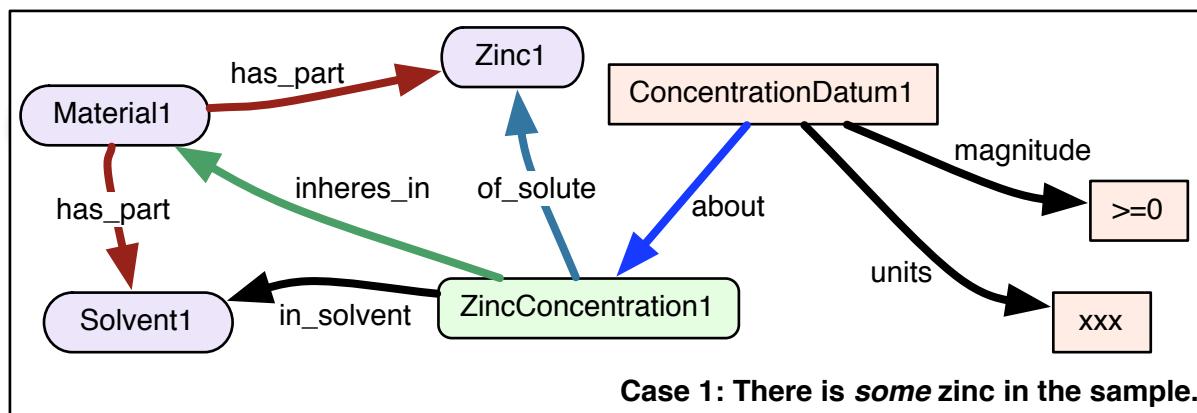 Zinc1
has_part
ConcentrationDatum1
Material1
magnitude
inheres_in
of_solute
has_part
about
>=0
units
ZincConcentration1
Solvent1
in_solvent
xxx
Case 1: There is some zinc in the sample.